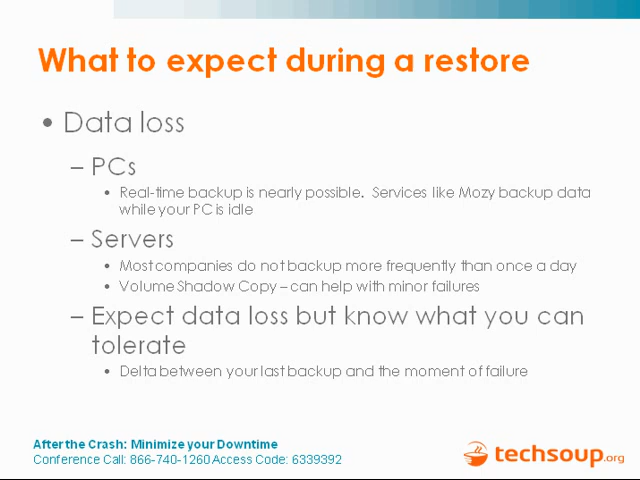 What to expect during a restore
• Data loss
– PCs
• Real-time backup is nearly possible. Services like Mozy backup data
while your PC is idle
– Servers
• Most companies do not backup more frequently than once a day
• Volume Shadow Copy – can help with minor failures
– Expect data loss but know what you can
tolerate
• Delta between your last backup and the moment of failure
After the Crash: Minimize your Downtime
Conference Call: 866-740-1260 Access Code: 6339392
techsoup.org